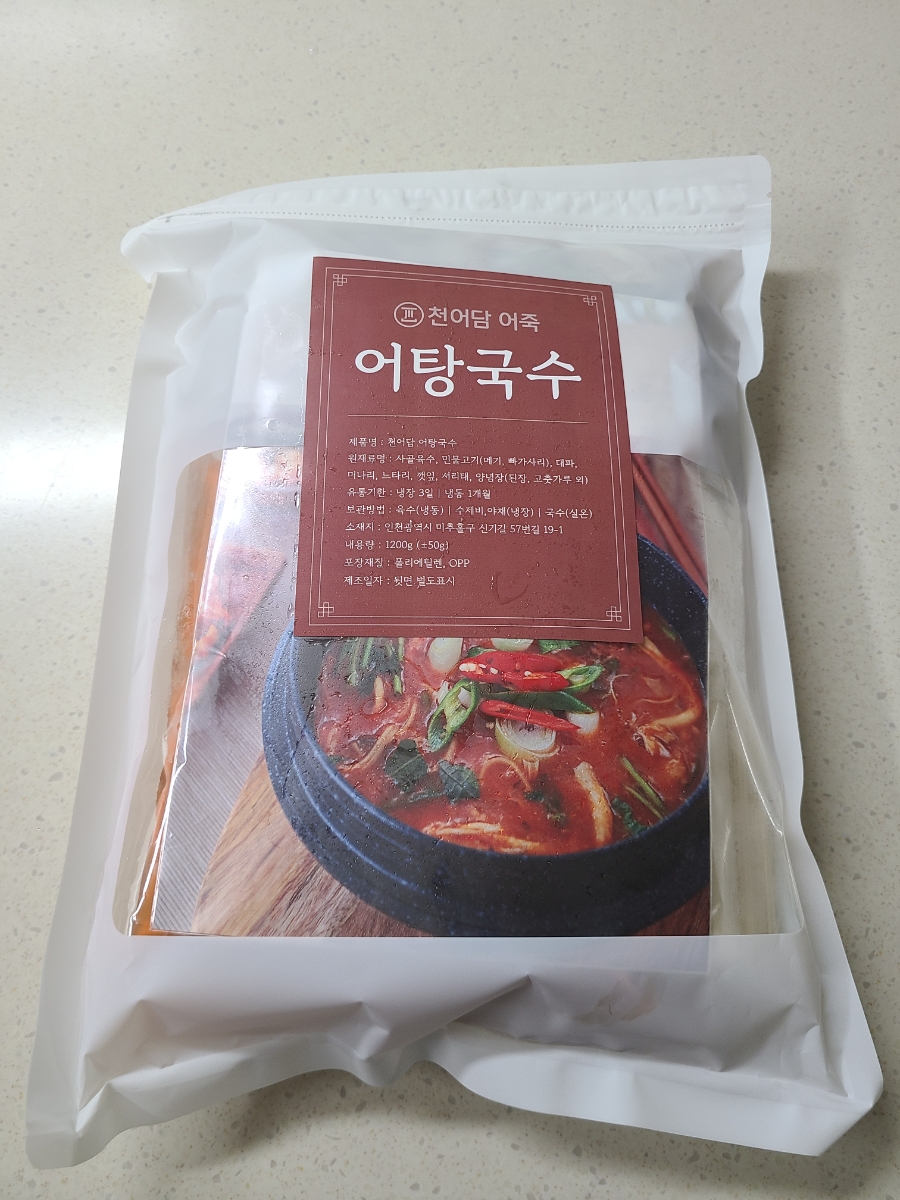 천어담 어죽
어탕국수
제품명 : 천어담 어탕국수
원재료명 : 사골육수, 민물고기(메기, 빠가사리), 대파,
미나리, 느타리, 깻잎, 서리태, 양념장(된장, 고춧가루 외)
유통기한 : 냉장 3일 | 냉동 1개월
보관방법 : 육수(냉동) | 수제비,야채(냉장) | 국수(실온)
소재지 : 인천광역시 미추홀구 신기길 57번길 19-1
내용량 : 1200g (±50g)
포장재질 : 폴리에틸렌, OPP
제조일자 : 뒷면 별도표시